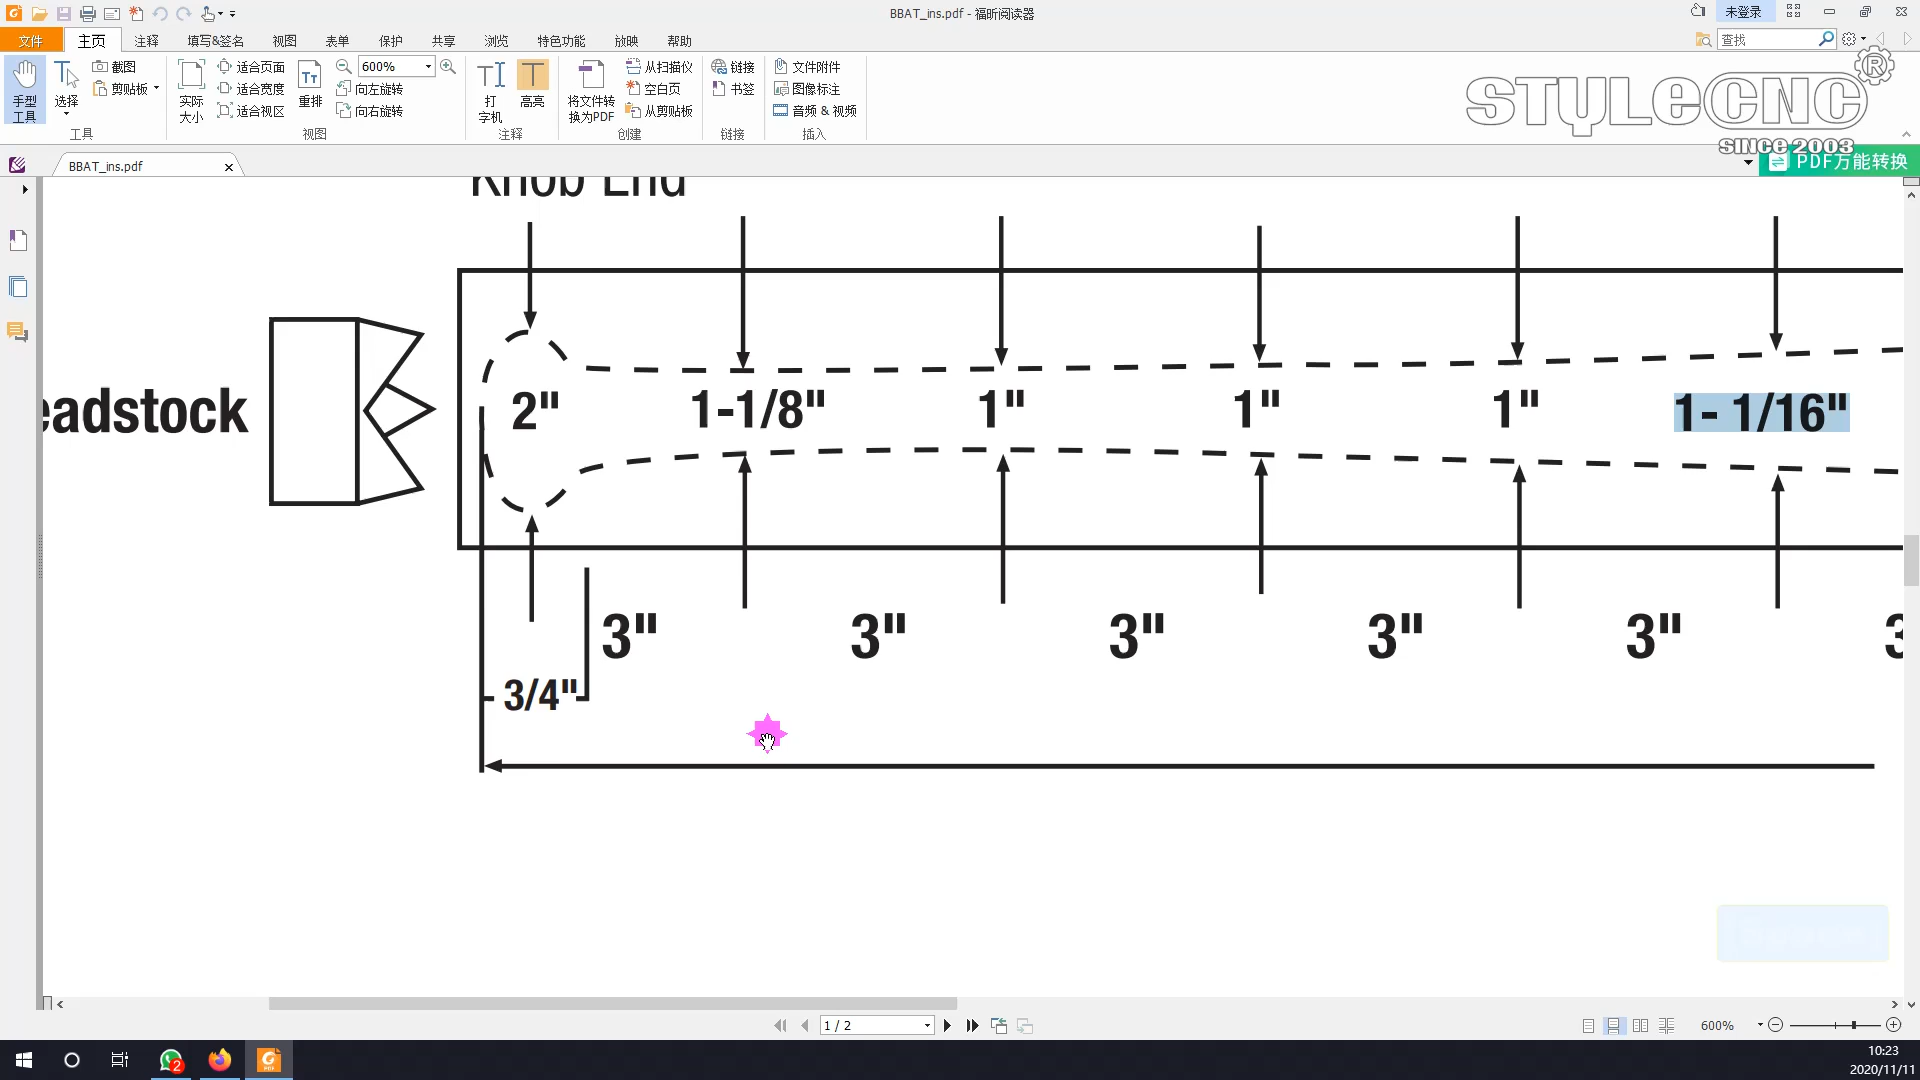 BBAT_ins.pdf - 福昕阅读器
未登录
文件 主页 注释 填写&签名 视图 表单 保护 共享 浏览 特色功能 放映 帮助
查找
手型
工具
选择
截图
剪贴板
工具
实际
大小
适合页面
适合宽度
适合视区
重排
600%
向左旋转
向右旋转
视图
打
字机
高亮
注释
将文件转
换为PDF
从扫描仪
空白页
从剪贴板
创建
链接
书签
链接
文件附件
图像标注
音频 & 视频
插入
STYLECNC®
SINCE 2003
BBAT_ins.pdf
PDF万能转换
Knob End
eadstock
2" 1-1/8" 1" 1" 1" 1- 1/16"
3" 3" 3" 3" 3" 3
3/4"
1 / 2
600%
2
10:23
2020/11/11